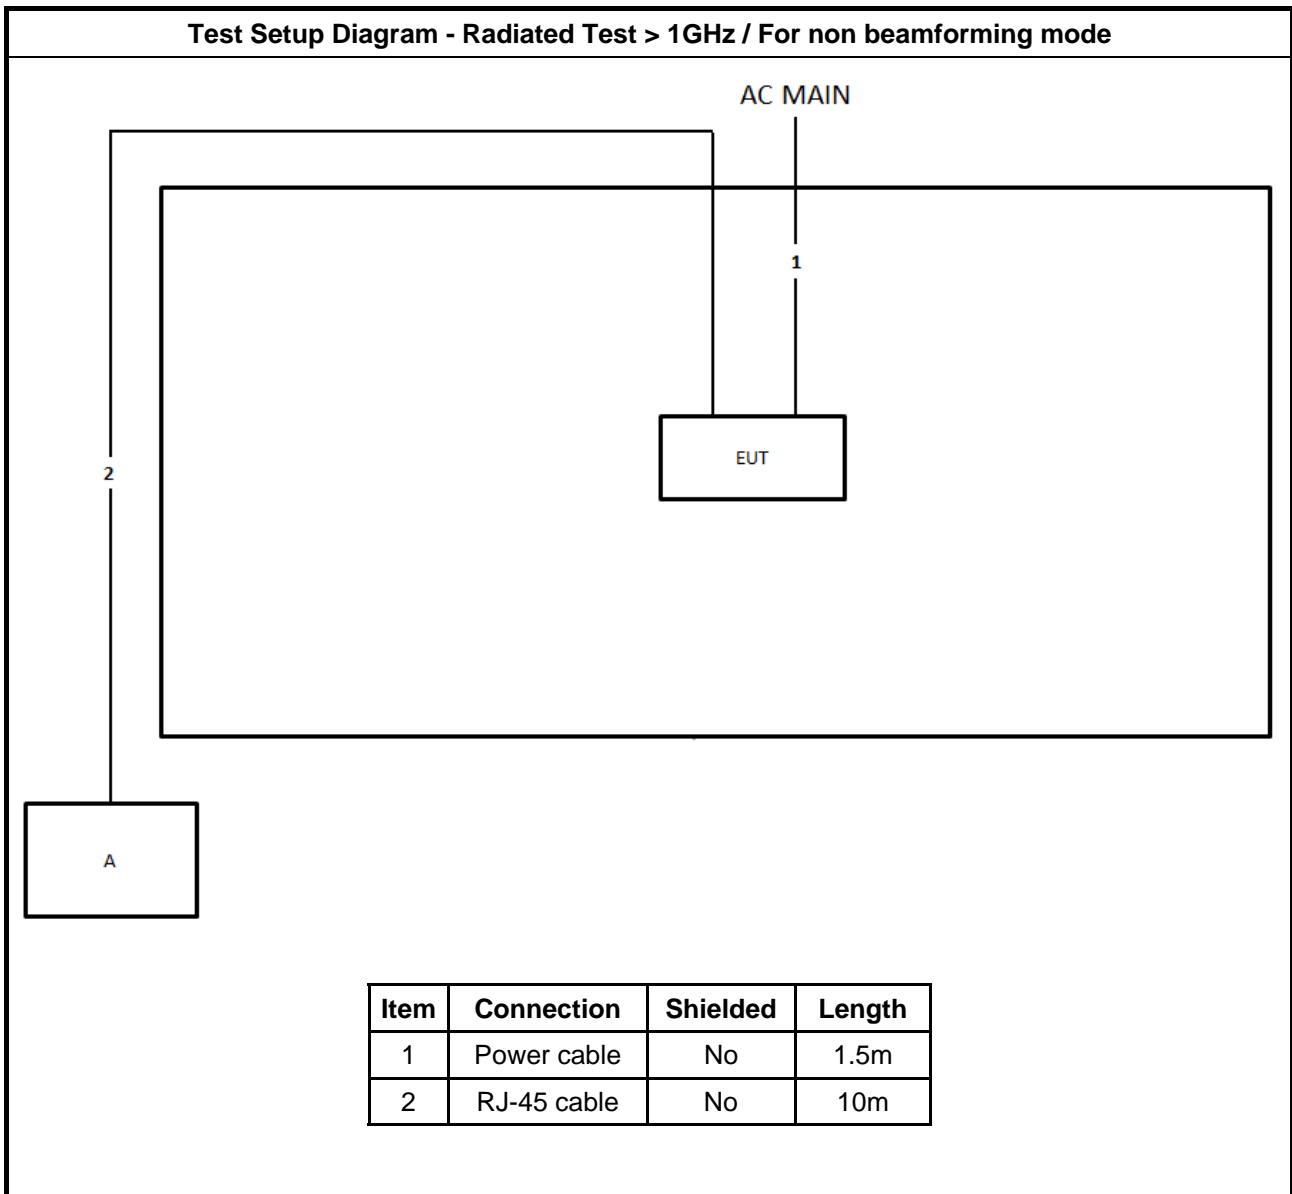 Test Setup Diagram - Radiated Test > 1GHz / For non beamforming mode
AC MAIN
1
EUT
2
A
Item Connection Shielded Length
1 Power cable No 1.5m
2 RJ-45 cable No 10m